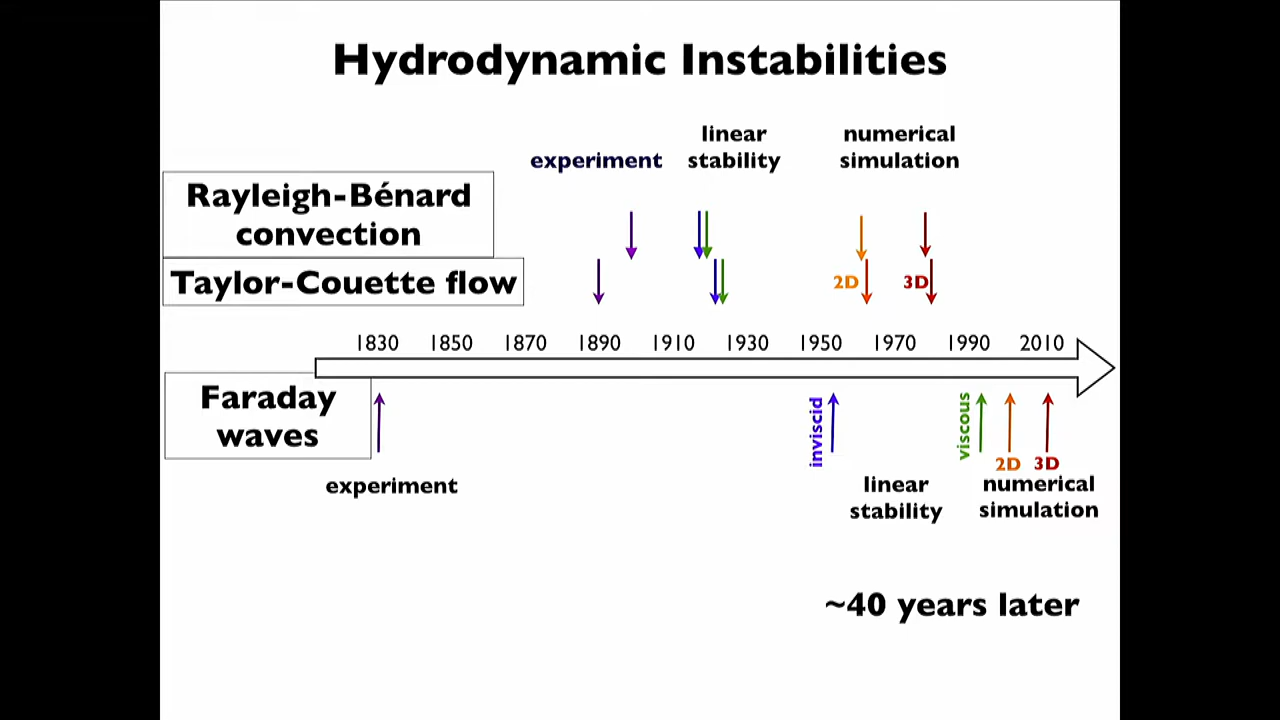 Hydrodynamic Instabilities
linear
stability
numerical
simulation
experiment
Rayleigh-Bénard
convection
Taylor-Couette flow
2D
3D
1830 1850 1870 1890 1910 1930 1950 1970 1990 2010
Faraday
waves
inviscid
viscous
2D 3D
experiment
linear
stability
numerical
simulation
~40 years later